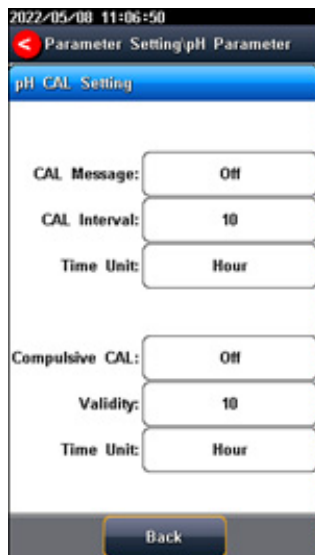 2022/05/08 11:06:50
< Parameter Setting\pH Parameter
pH CAL Setting
CAL Message: Off
CAL Interval: 10
Time Unit: Hour
Compulsive CAL: Off
Validity: 10
Time Unit: Hour
Back